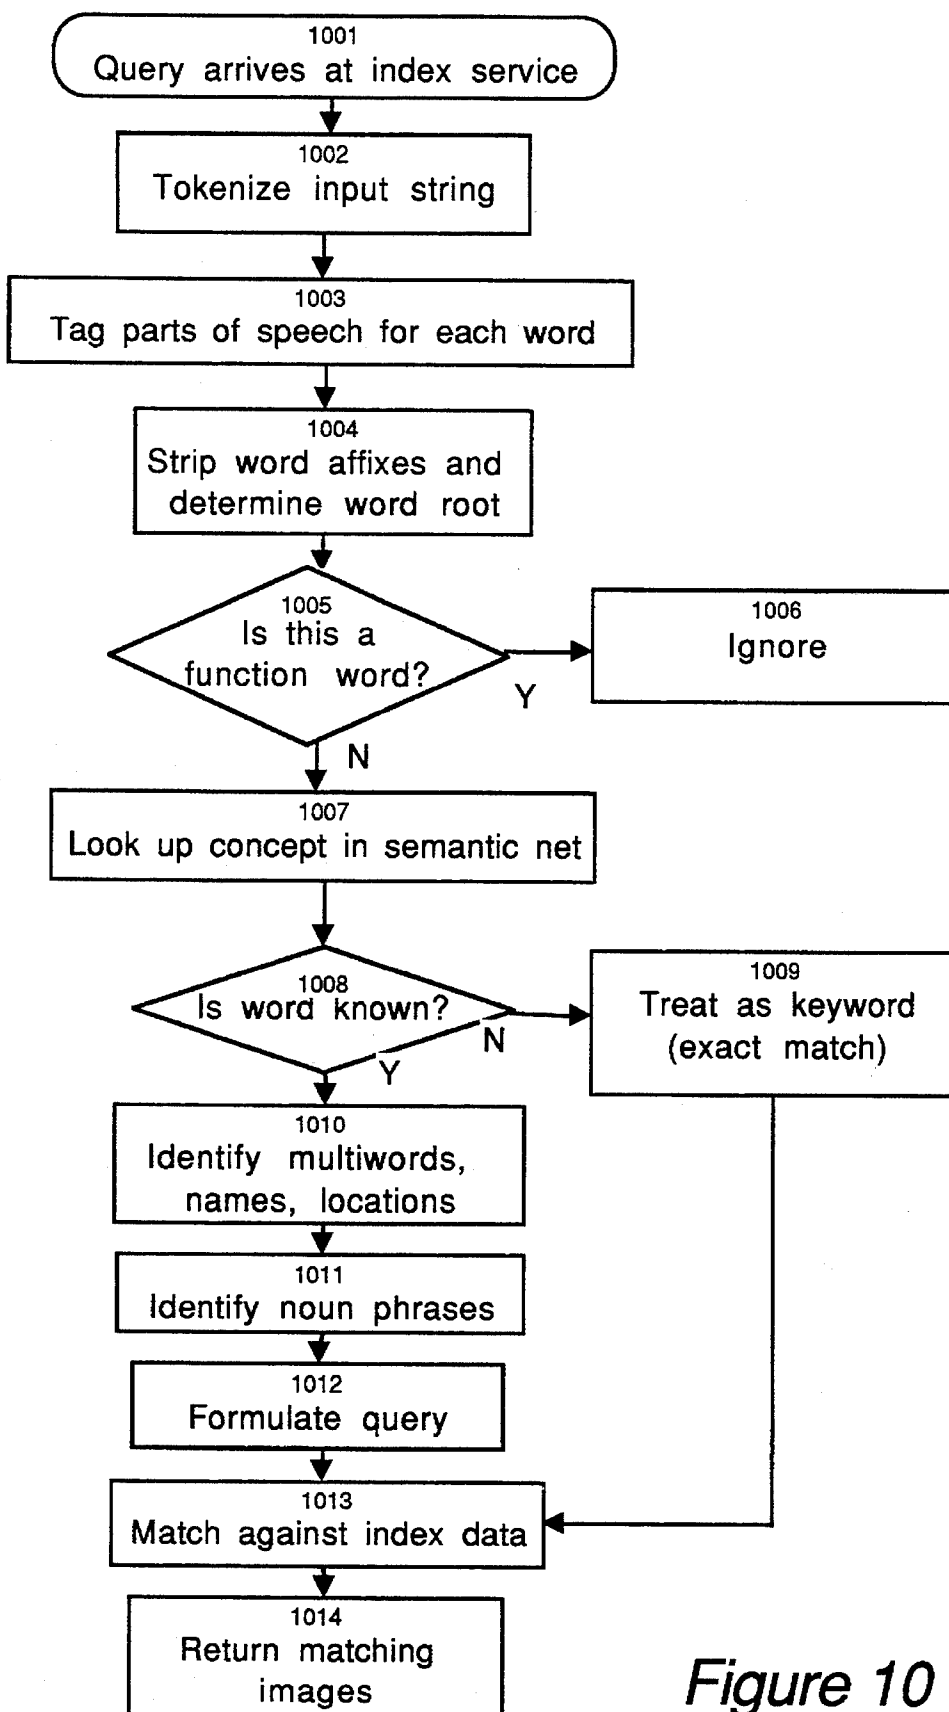 1001
Query arrives at index service
1002
Tokenize input string
1003
Tag parts of speech for each word
1004
Strip word affixes and
determine word root
1005
Is this a
function word?
Y
N
1006
Ignore
1007
Look up concept in semantic net
1008
Is word known?
N
Y
1009
Treat as keyword
(exact match)
1010
Identify multiwords,
names, locations
1011
Identify noun phrases
1012
Formulate query
1013
Match against index data
1014
Return matching
images
Figure 10